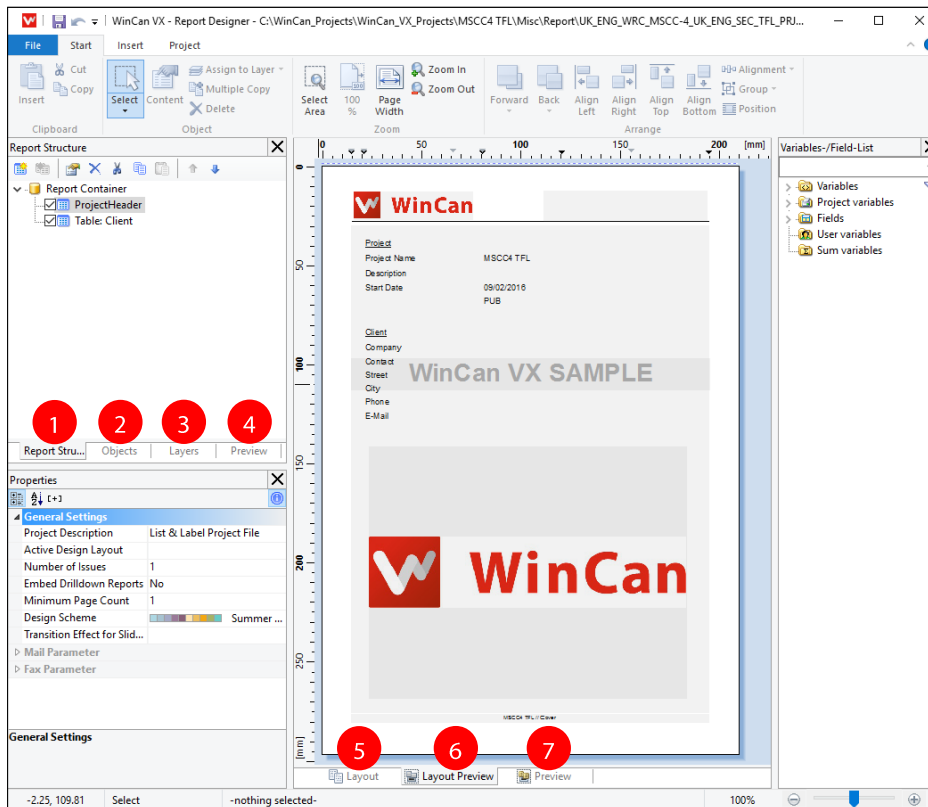 WinCan VX - Report Designer - C:\WinCan_Projects\WinCan_VX_Projects\MSCC4 TFL\Misc\Report\UK_ENG_WRC_MSCC-4_UK_ENG_SEC_TFL_PRJ...
File Start Insert Project
Insert
Cut
Copy
Clipboard
Select
Content
Assign to Layer
Multiple Copy
Delete
Object
Select Area
100 %
Page Width
Zoom In
Zoom Out
Zoom
Forward
Back
Align Left
Align Right
Align Top
Align Bottom
Alignment
Group
Position
Arrange
Report Structure
Report Container
ProjectHeader
Table: Client
1 2 3 4
Report Stru... Objects Layers Preview
Properties
General Settings
Project Description List & Label Project File
Active Design Layout
Number of Issues 1
Embed Drilldown Reports No
Minimum Page Count 1
Design Scheme Summer ...
Transition Effect for Slid...
Mail Parameter
Fax Parameter
General Settings
0 50 100 150 200 [mm]
0
50
100
150
200
250
[mm]
WinCan
Project
Project Name MSCC4 TFL
Description
Start Date 09/02/2016
PUB
Client
Company
Contact
Street
City
Phone
E-Mail
WinCan VX SAMPLE
WinCan
MSCC4 TFL // Cover
5 6 7
Layout Layout Preview Preview
Variables-/Field-List
Variables
Project variables
Fields
User variables
Sum variables
-2.25, 109.81 Select -nothing selected- 100%